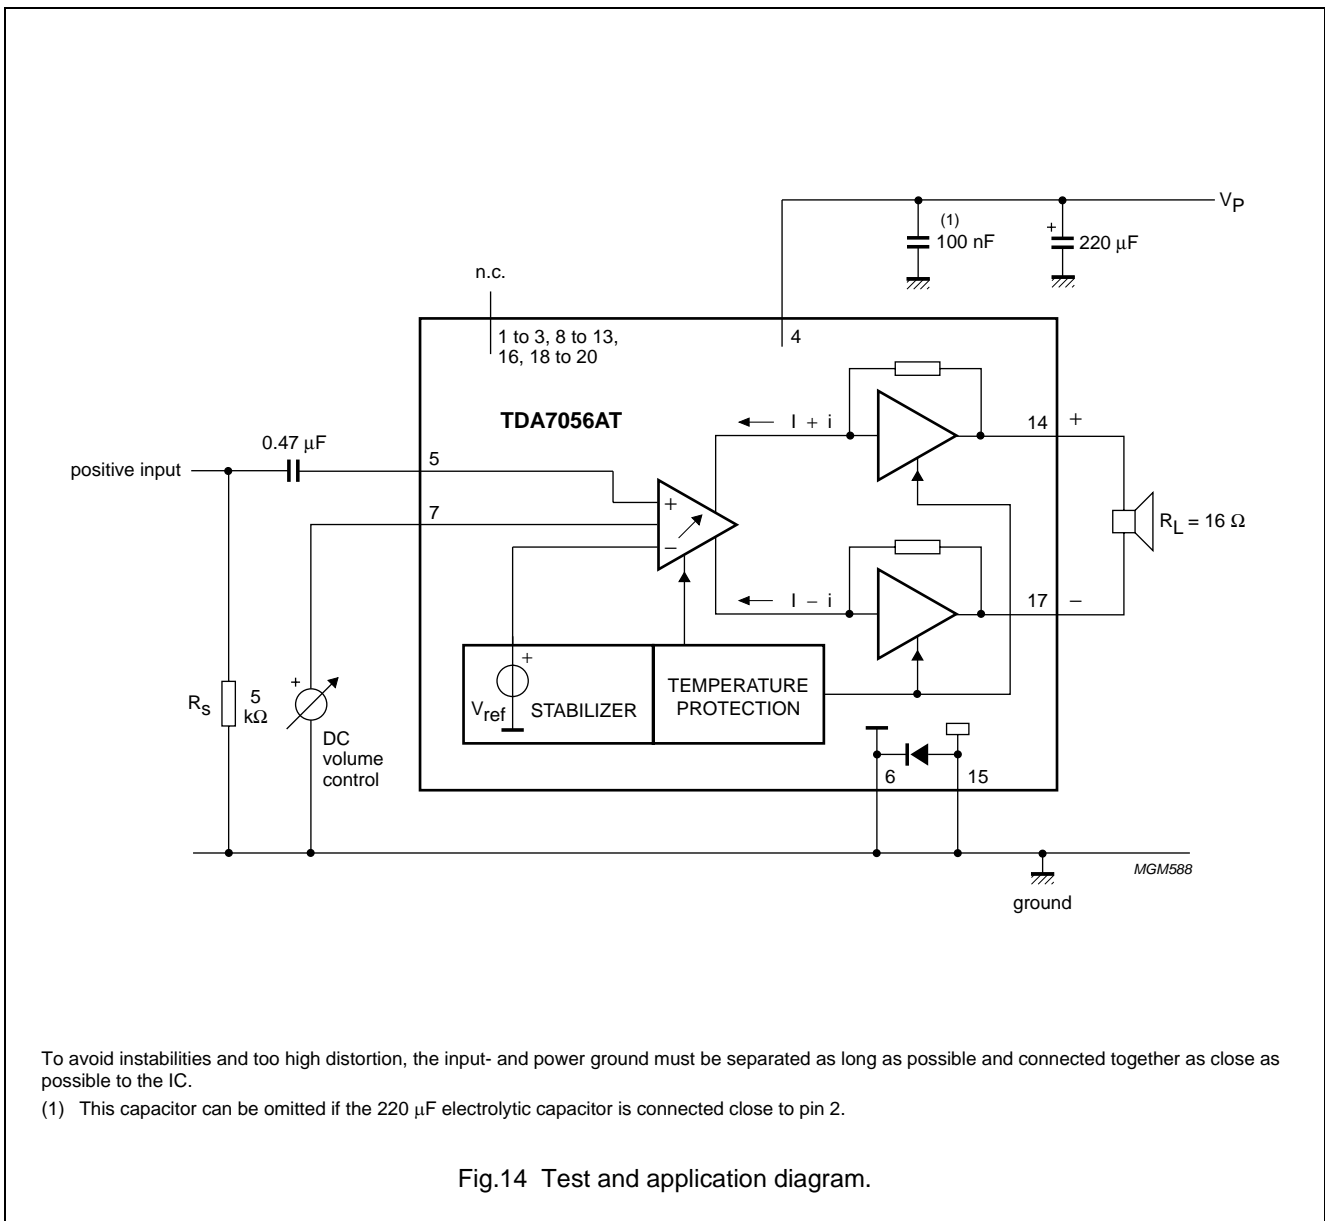 V_P
(1)
100 nF
+
220 μF
n.c.
1 to 3, 8 to 13,
16, 18 to 20
4
TDA7056AT
I + i
14 +
0.47 μF
positive input
5
+
7
R_L = 16 Ω
−
I − i
17 −
+
TEMPERATURE
PROTECTION
+
V_ref
STABILIZER
R_S
5
kΩ
DC
volume
control
6
15
MGM588
ground
To avoid instabilities and too high distortion, the input- and power ground must be separated as long as possible and connected together as close as
possible to the IC.
(1) This capacitor can be omitted if the 220 μF electrolytic capacitor is connected close to pin 2.
Fig.14 Test and application diagram.